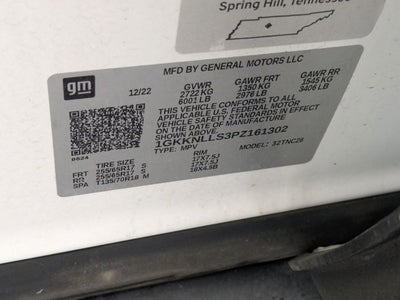 Spring Hill, Tennessee
gm
MFD BY GENERAL MOTORS LLC
12/22 GVWR GAWR FRT GAWR RR
2722 KG 1350 KG 1545 KG
6001 LB 2976 LB 3406 LB
THIS VEHICLE CONFORMS TO ALL
APPLICABLE U.S. FEDERAL MOTOR
VEHICLE SAFETY STANDARDS IN EFFECT
ON THE DATE OF MANUFACTURE
SHOWN ABOVE
1GKKNLLS3PZ161302
TYPE: MPV MODEL: 32TNC26
TIRE SIZE RIM
FRT 255/65R17 S 17X7.5J
RR 255/65R17 S 17X7.5J
SPA T135/70R18 M 18X4.5B